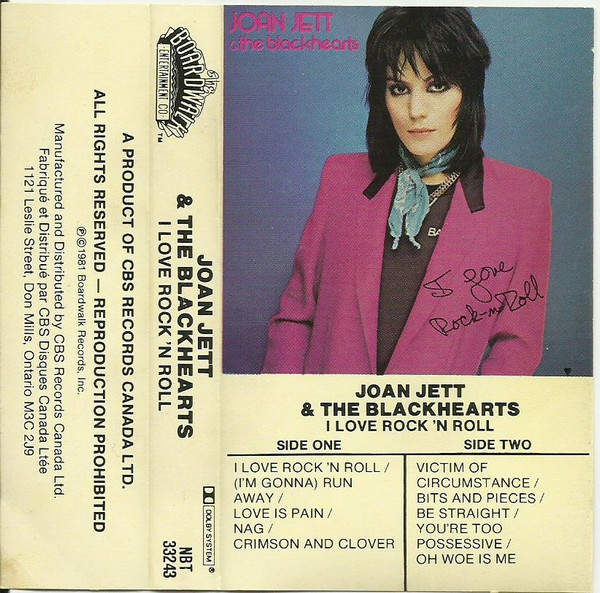 JOAN JETT
& the blackhearts
BA
I love
Rock-n-Roll
JOAN JETT
& THE BLACKHEARTS
I LOVE ROCK 'N ROLL
SIDE ONE
I LOVE ROCK 'N ROLL /
(I'M GONNA) RUN
AWAY /
LOVE IS PAIN /
NAG /
CRIMSON AND CLOVER
SIDE TWO
VICTIM OF
CIRCUMSTANCE /
BITS AND PIECES /
BE STRAIGHT /
YOU'RE TOO
POSSESSIVE /
OH WOE IS ME
The
BOARDWALK
ENTERTAINMENT CO
TM
JOAN JETT
& THE BLACKHEARTS
I LOVE ROCK 'N ROLL
DOLBY SYSTEM ®
NBT
33243
A PRODUCT OF CBS RECORDS CANADA LTD.
ALL RIGHTS RESERVED — REPRODUCTION PROHIBITED
℗©1981 Boardwalk Records, Inc.
Manufactured and Distributed by CBS Records Canada Ltd.
Fabriqué et Distribué par CBS Disques Canada Ltée
1121 Leslie Street, Don Mills, Ontario M3C 2J9